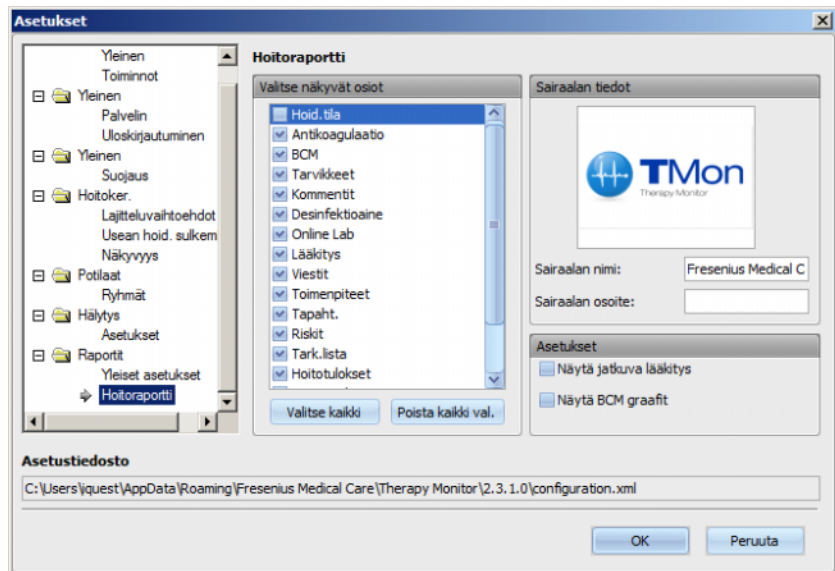 Asetukset
Yleinen
Toiminnot
Yleinen
Palvelin
Uloskirjautuminen
Yleinen
Suojaus
Hoitoker.
Lajitteluvaihtoehdot
Usean hoid. sulkem
Näkyvyys
Potilaat
Ryhmät
Hälytys
Asetukset
Raportit
Yleiset asetukset
Hoitoraportti
Hoitoraportti
Valitse näkyvät osiot
Hoid.tila
Antikoagulaatio
BCM
Tarvikkeet
Kommentit
Desinfektioaine
Online Lab
Lääkitys
Viestit
Toimenpiteet
Tapaht.
Riskit
Tark.lista
Hoitotulokset
Valitse kaikki
Poista kaikki val.
Sairaalan tiedot
TMon
Therapy Monitor
Sairaalan nimi: Fresenius Medical C
Sairaalan osoite:
Asetukset
Näytä jatkuva lääkitys
Näytä BCM graafit
Asetustiedosto
C:\Users\iquest\AppData\Roaming\Fresenius Medical Care\Therapy Monitor\2.3.1.0\configuration.xml
OK
Peruuta